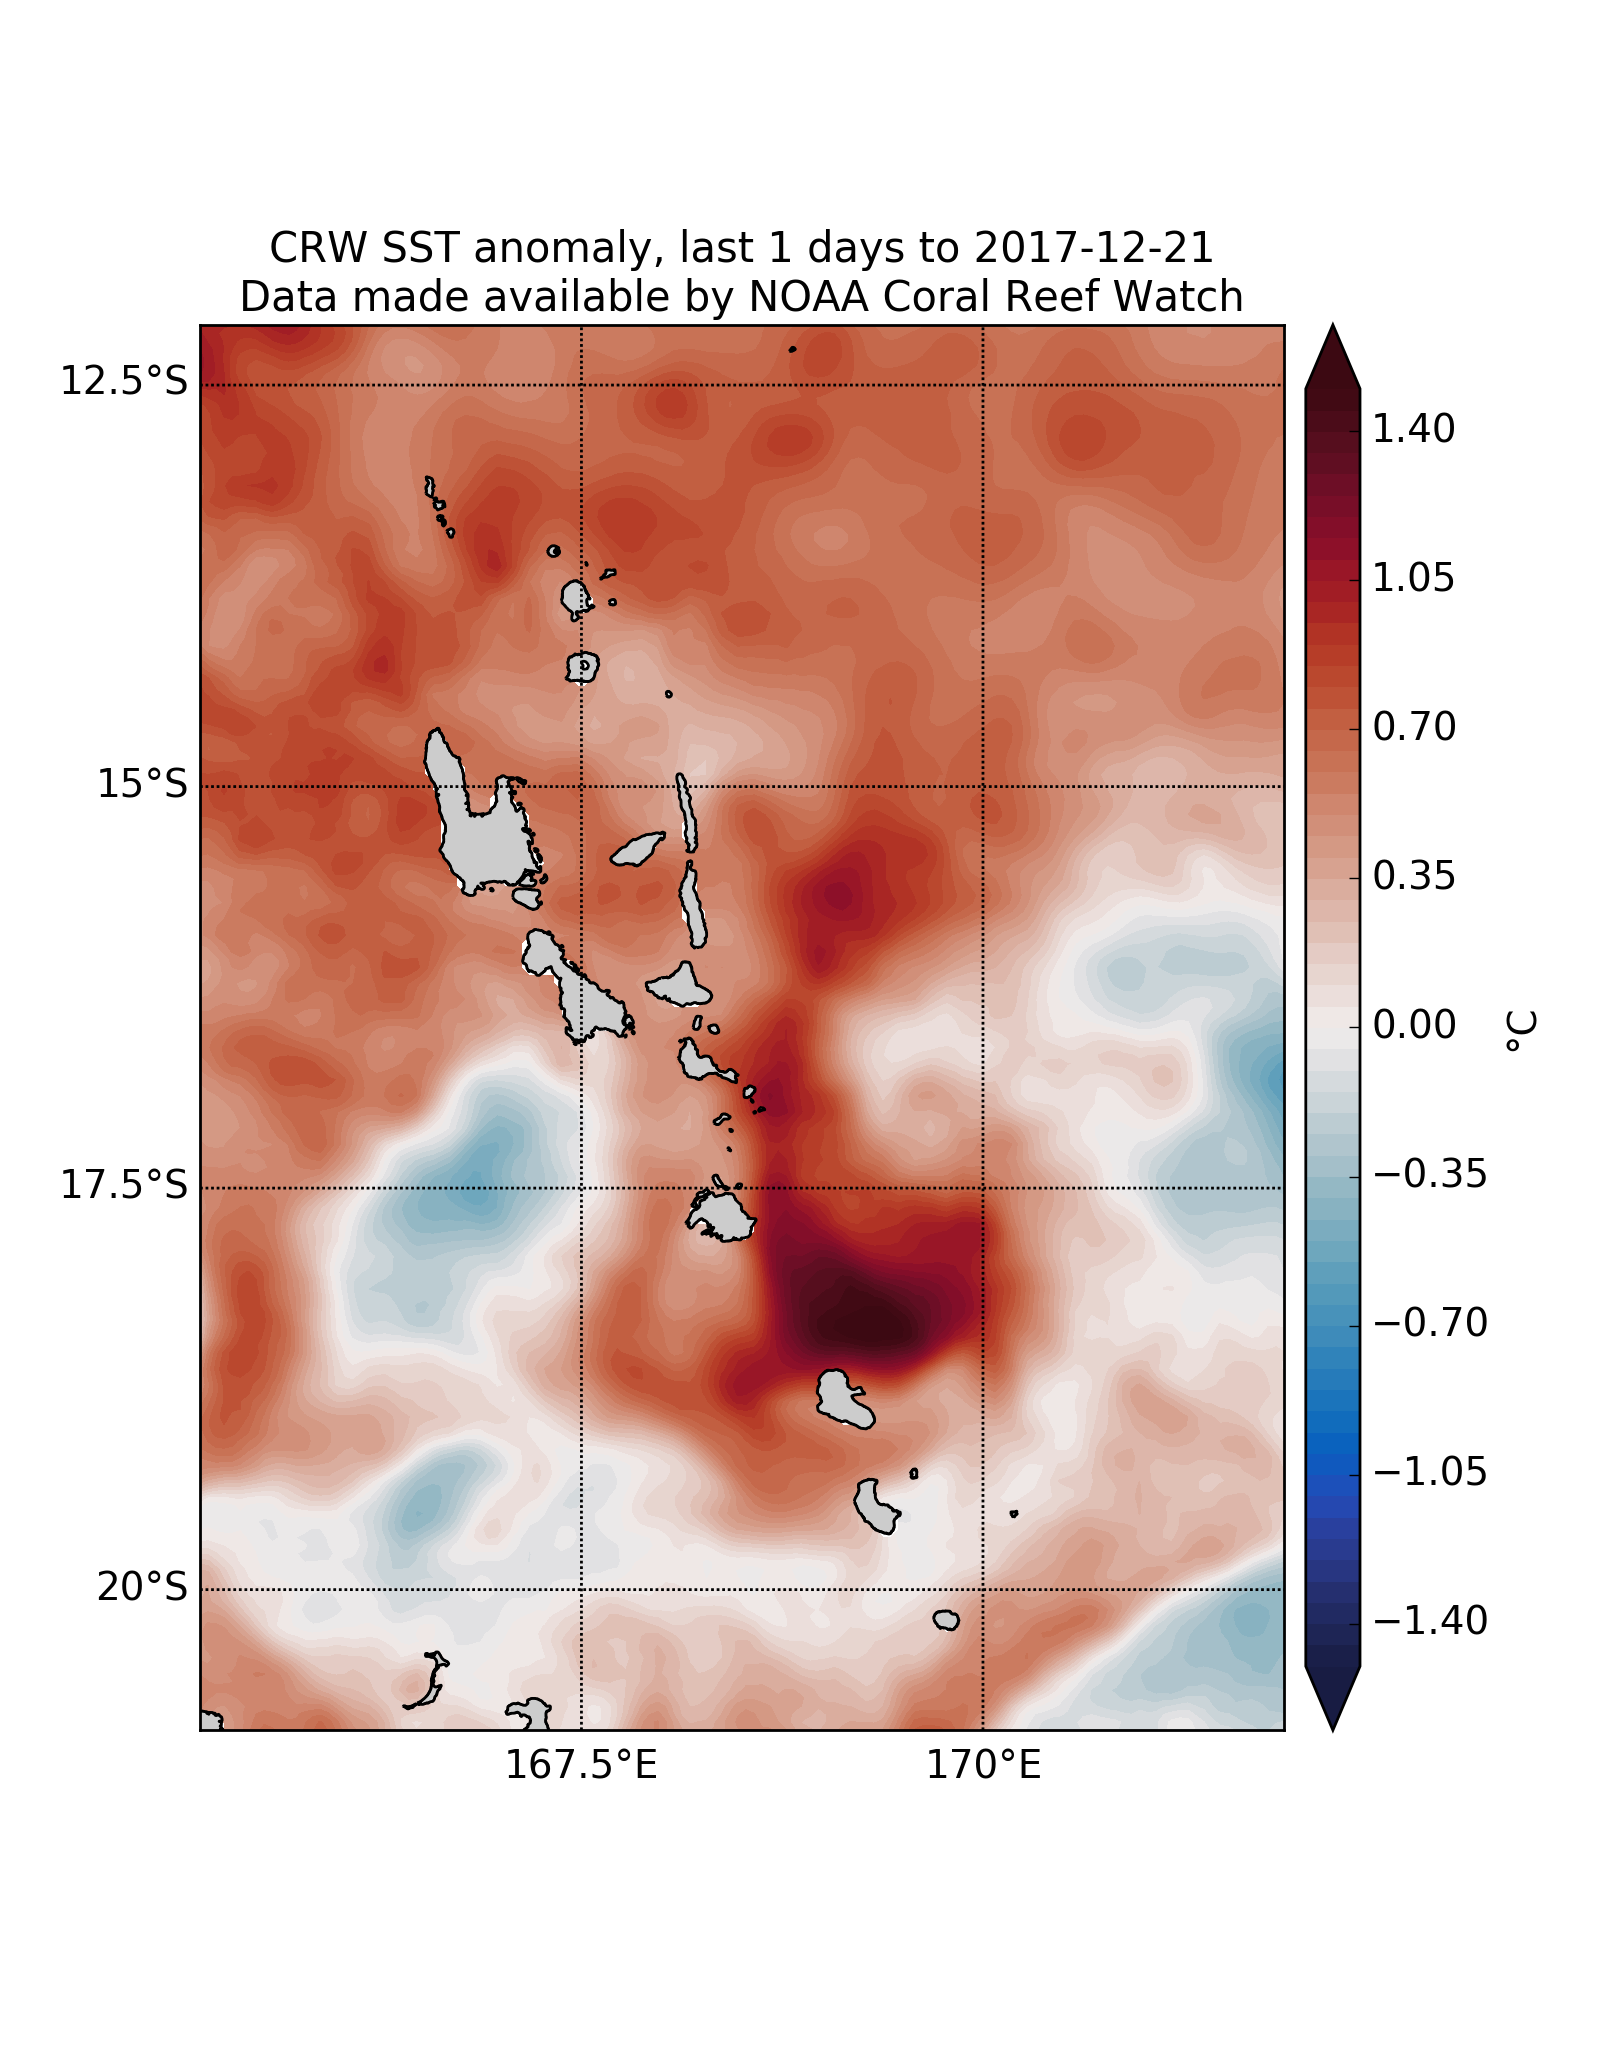 CRW SST anomaly, last 1 days to 2017-12-21
Data made available by NOAA Coral Reef Watch
12.5°S
15°S
17.5°S
20°S
167.5°E
170°E
1.40
1.05
0.70
0.35
0.00
−0.35
−0.70
−1.05
−1.40
°C